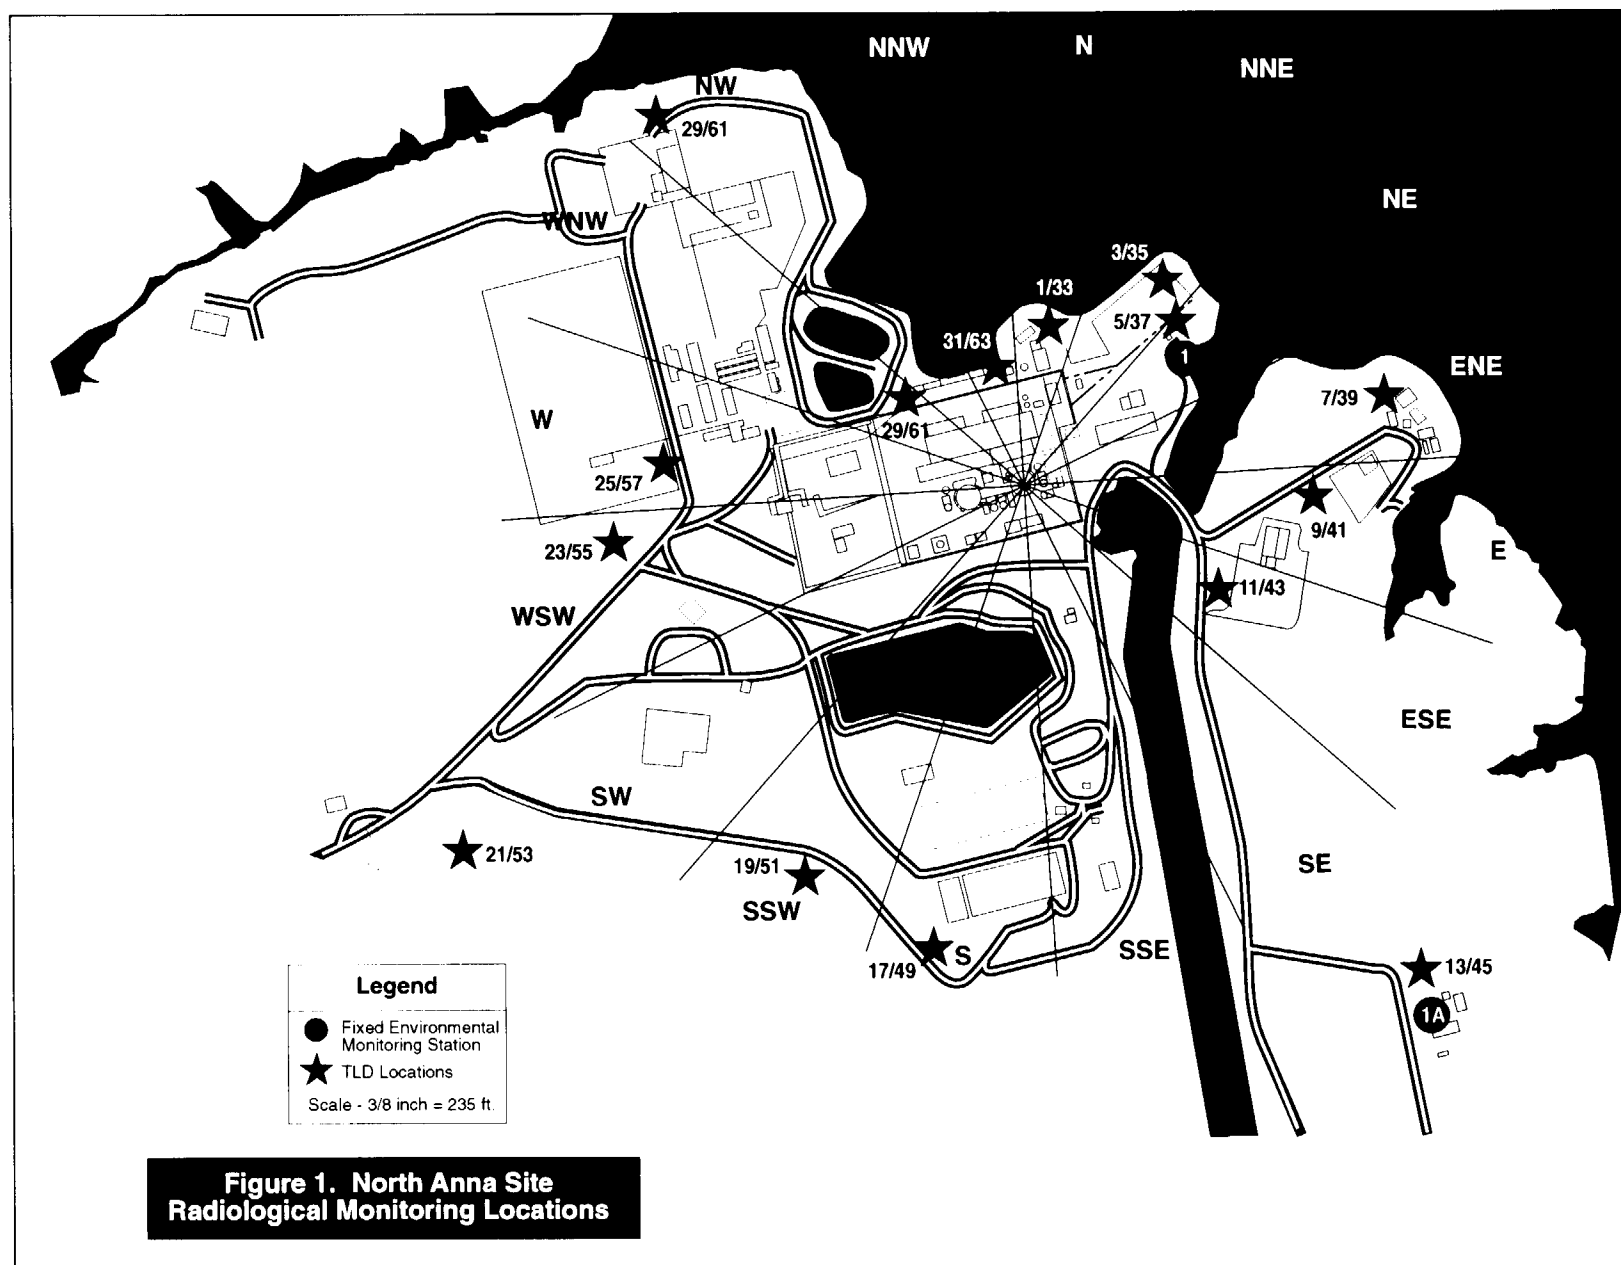 NNW
N
NNE
NW
29/61
NE
WNW
3/35
1/33
5/37
31/63
1
ENE
7/39
W
29/61
25/57
9/41
23/55
E
11/43
WSW
ESE
SW
21/53
19/51
SE
SSW
S
SSE
17/49
13/45
1A
Legend
Fixed Environmental
Monitoring Station
TLD Locations
Scale - 3/8 inch = 235 ft.
Figure 1. North Anna Site
Radiological Monitoring Locations